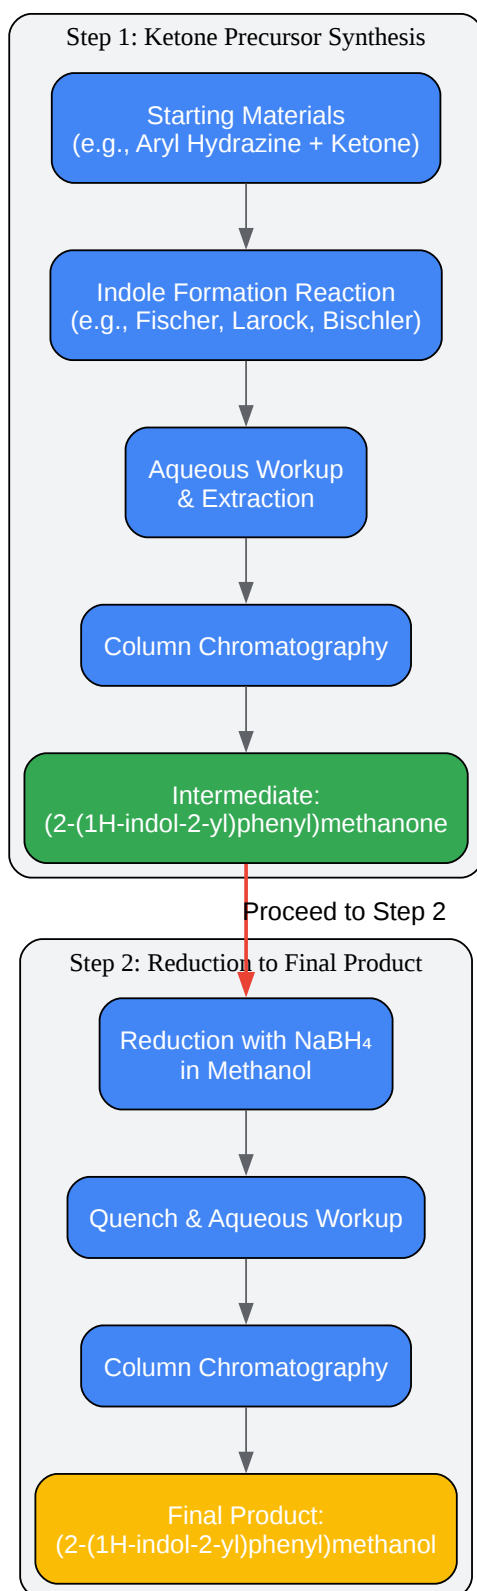 Step 1: Ketone Precursor Synthesis
Starting Materials
(e.g., Aryl Hydrazine + Ketone)
Indole Formation Reaction
(e.g., Fischer, Larock, Bischler)
Aqueous Workup
& Extraction
Column Chromatography
Intermediate:
(2-(1H-indol-2-yl)phenyl)methanone
Proceed to Step 2
Step 2: Reduction to Final Product
Reduction with NaBH₄
in Methanol
Quench & Aqueous Workup
Column Chromatography
Final Product:
(2-(1H-indol-2-yl)phenyl)methanol